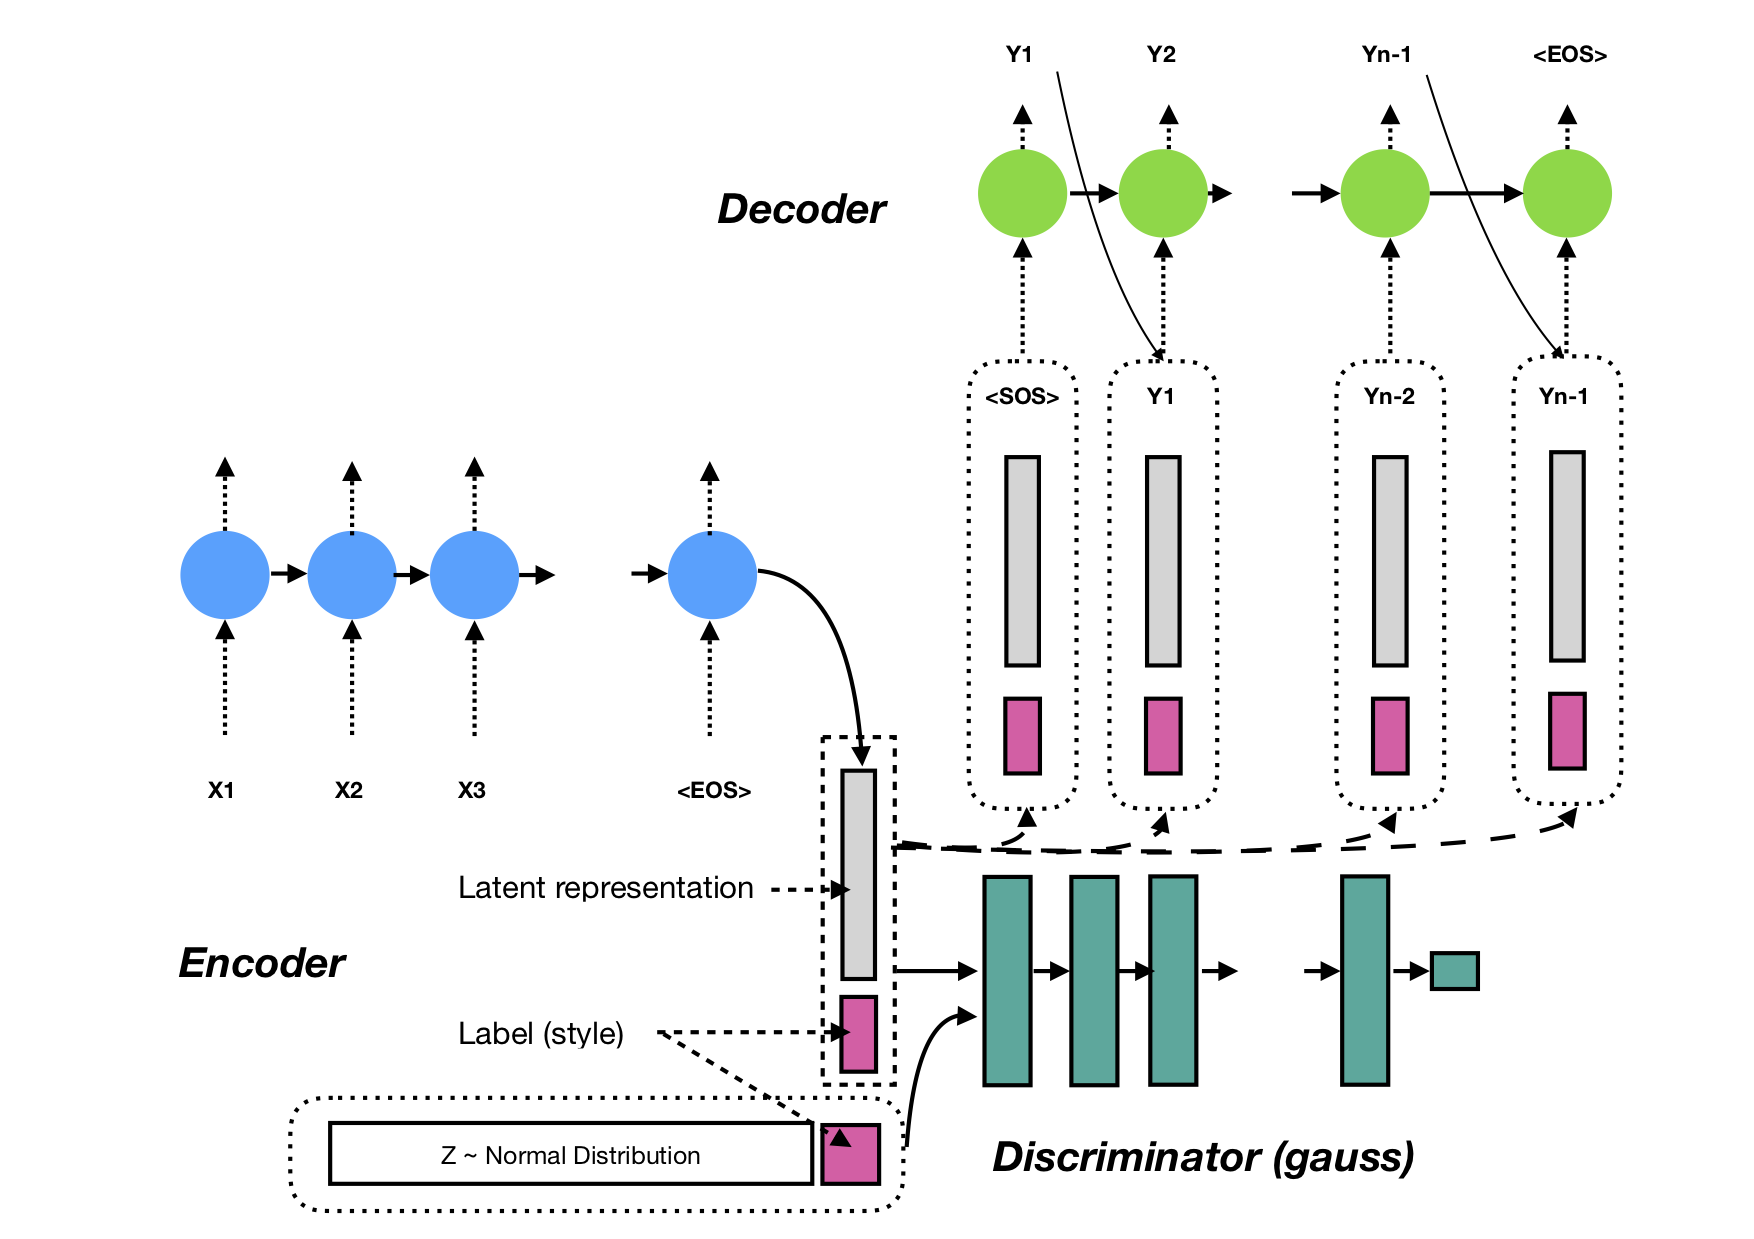 Y1
Y2
Yn-1
<EOS>
Decoder
<SOS>
Y1
Yn-2
Yn-1
X1
X2
X3
<EOS>
Latent representation
Encoder
Label (style)
Z ~ Normal Distribution
Discriminator (gauss)